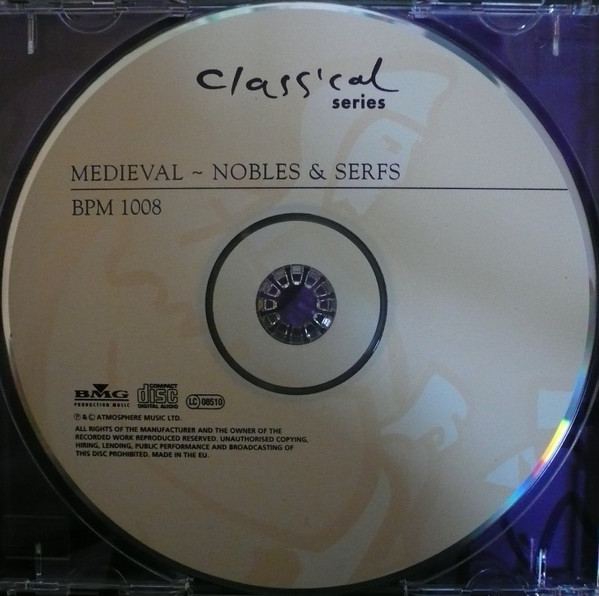 classical
series
MEDIEVAL ~ NOBLES & SERFS
BPM 1008
BMG
PRODUCTION MUSIC
COMPACT
disc
DIGITAL AUDIO
LC 08510
℗ & © ATMOSPHERE MUSIC LTD.
ALL RIGHTS OF THE MANUFACTURER AND THE OWNER OF THE
RECORDED WORK REPRODUCED RESERVED. UNAUTHORISED COPYING,
HIRING, LENDING, PUBLIC PERFORMANCE AND BROADCASTING OF
THIS DISC PROHIBITED. MADE IN THE EU.